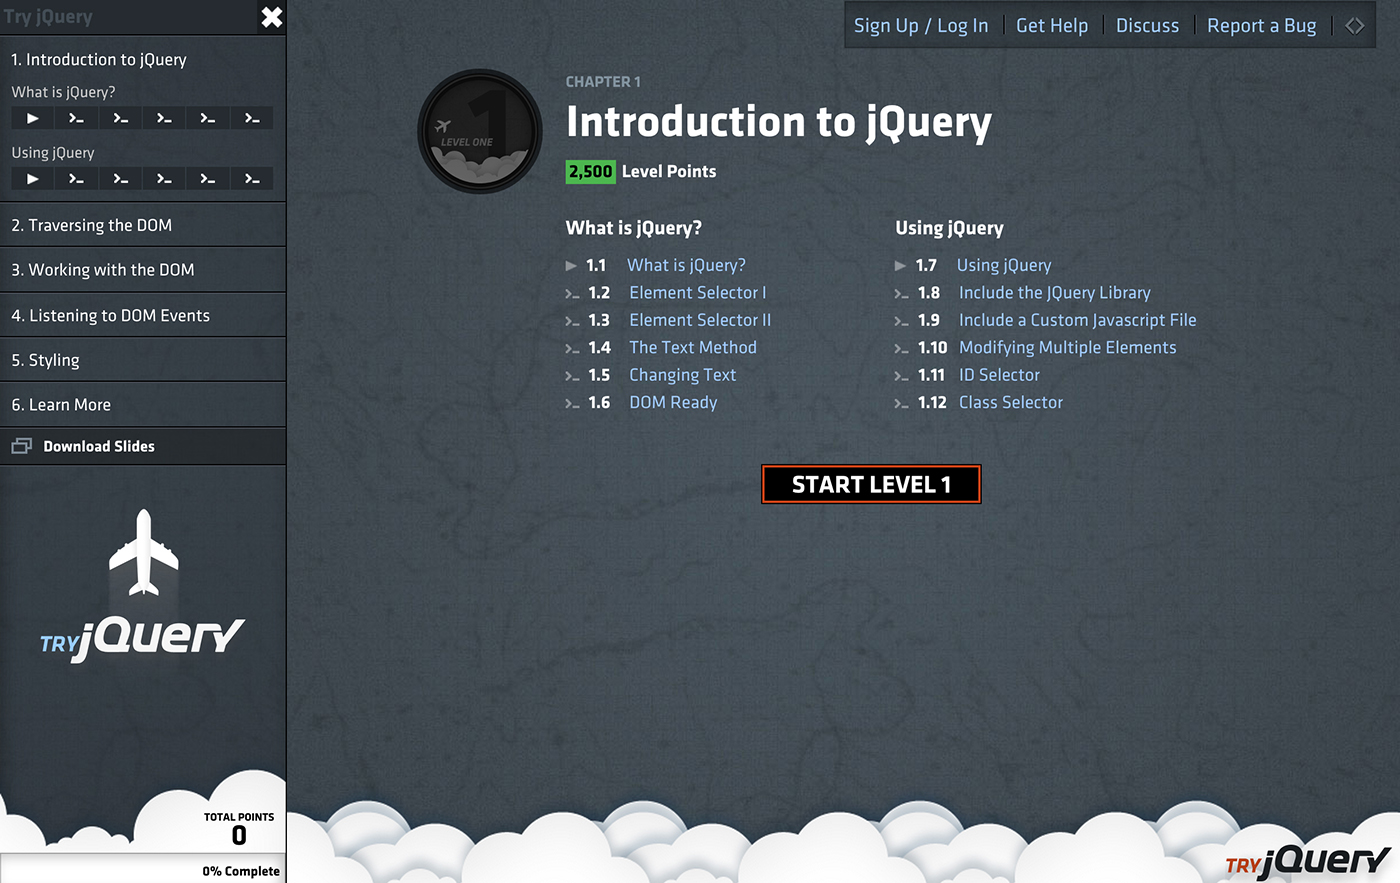 Try jQuery
1. Introduction to jQuery
What is jQuery?
Using jQuery
2. Traversing the DOM
3. Working with the DOM
4. Listening to DOM Events
5. Styling
6. Learn More
Download Slides
TRY jQuery
TOTAL POINTS
0
0% Complete
Sign Up / Log In
Get Help
Discuss
Report a Bug
1
LEVEL ONE
CHAPTER 1
Introduction to jQuery
2,500 Level Points
What is jQuery?
1.1 What is jQuery?
1.2 Element Selector I
1.3 Element Selector II
1.4 The Text Method
1.5 Changing Text
1.6 DOM Ready
Using jQuery
1.7 Using jQuery
1.8 Include the JQuery Library
1.9 Include a Custom Javascript File
1.10 Modifying Multiple Elements
1.11 ID Selector
1.12 Class Selector
START LEVEL 1
TRY jQuery